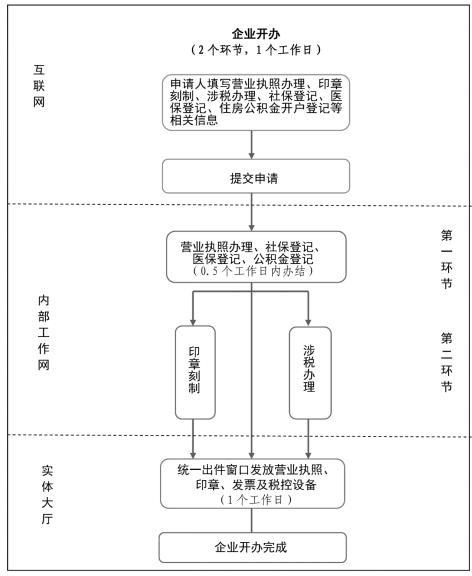 企业开办
（2个环节，1个工作日）
互联网
申请人填写营业执照办理、印章
刻制、涉税办理、社保登记、医
保登记、住房公积金开户登记等
相关信息
提交申请
第一环节
营业执照办理、社保登记、
医保登记、公积金登记
（0.5个工作日内办结）
内部工作网
第二环节
印章刻制
涉税办理
实体大厅
统一出件窗口发放营业执照、
印章、发票及税控设备
（1个工作日）
企业开办完成